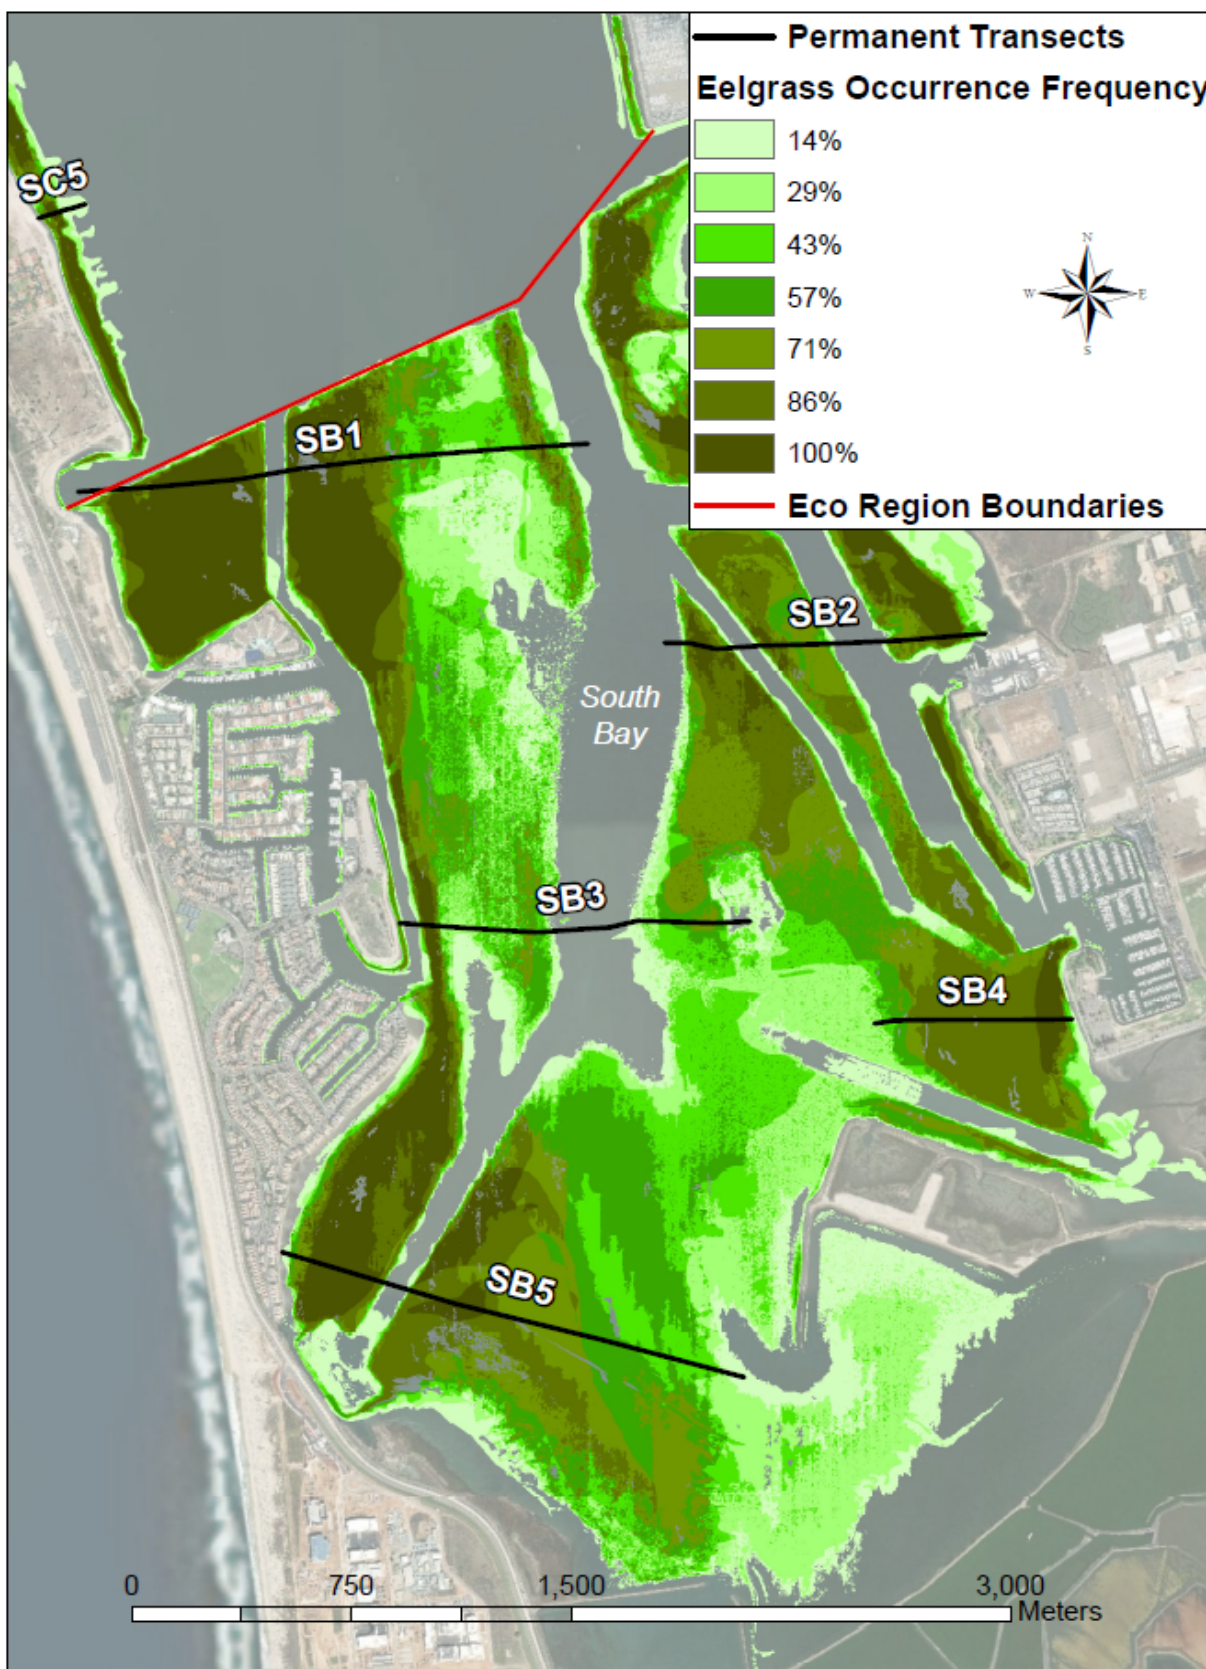 Permanent Transects
Eelgrass Occurrence Frequency
14%
29%
43%
57%
71%
86%
100%
Eco Region Boundaries
N
W E
S
SC5
SB1
SB2
South
Bay
SB3
SB4
SB5
0 750 1,500 3,000
Meters